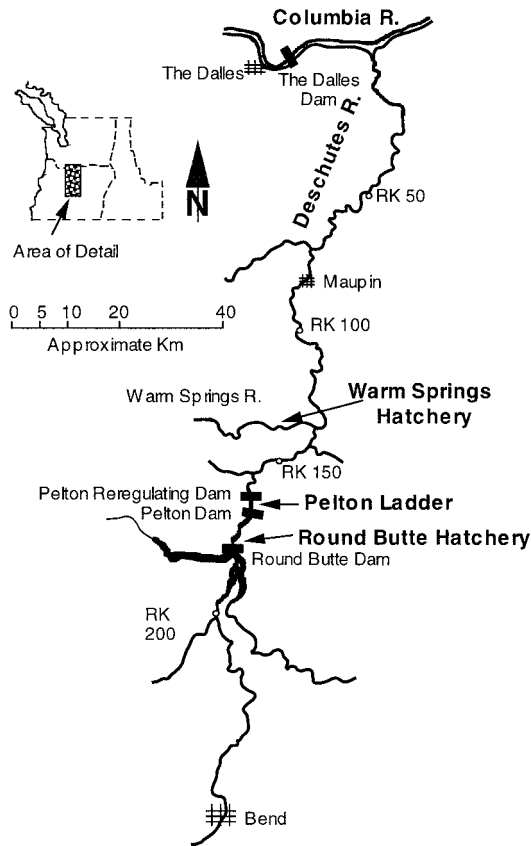 Columbia R.
The Dalles
The Dalles
Dam
Deschutes R.
RK 50
N
Area of Detail
Maupin
0 5 10 20 40
Approximate Km
RK 100
Warm Springs R.
Warm Springs
Hatchery
RK 150
Pelton Reregulating Dam
Pelton Dam
Pelton Ladder
Round Butte Hatchery
Round Butte Dam
RK
200
Bend